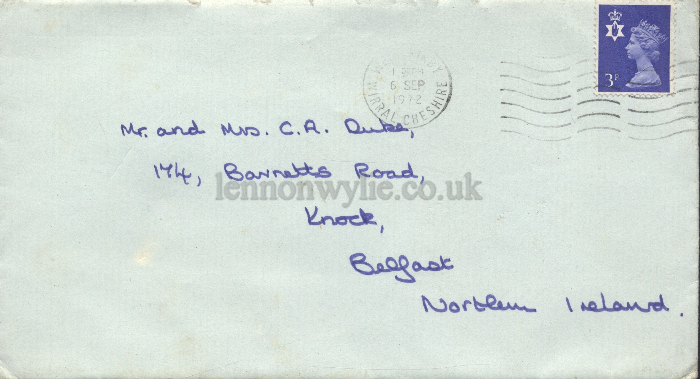 1
6 SEP
1972
WIRRAL CHESHIRE
3P
Mr. and Mrs. C.A. Duke,
174, Barnetts Road,
lennonwylie.co.uk
Knock,
Belfast
Northern Ireland.